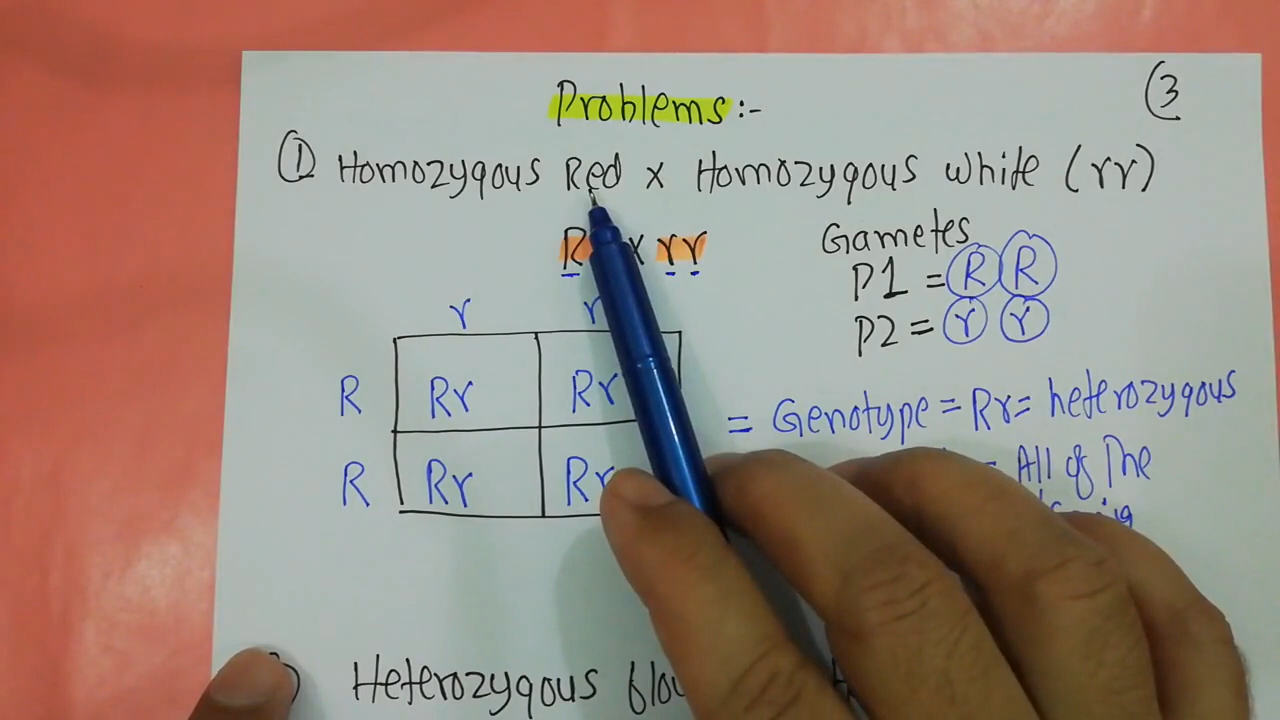 Problems:-
3
① Homozygous Red x Homozygous white (rr)
R x rr
Gametes
P1 = R R
P2 = r r
r r
R Rr Rr
R Rr Rr
= Genotype = Rr = heterozygous
= All of The
Heterozygous